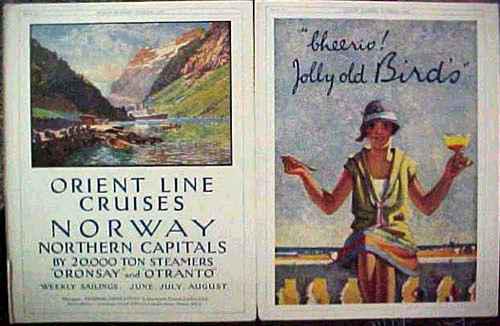 ORIENT LINE
CRUISES
NORWAY
NORTHERN CAPITALS
BY 20,000 TON STEAMERS
"ORONSAY" and "OTRANTO"
WEEKLY SAILINGS. JUNE, JULY, AUGUST
"Cheerio!
Jolly old Bird's"